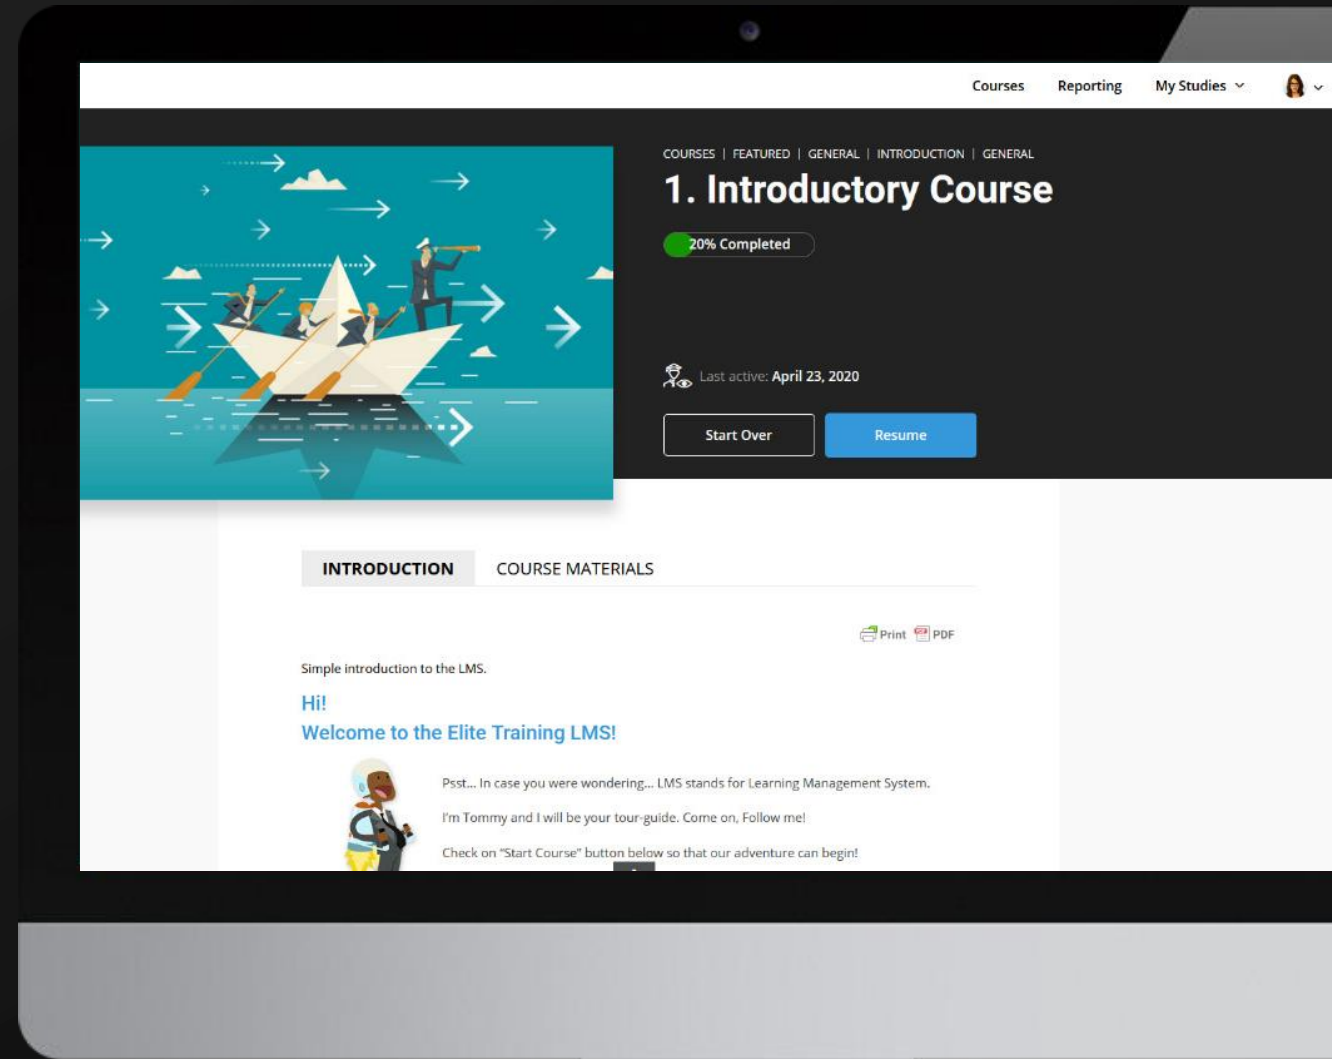 Courses Reporting My Studies
COURSES | FEATURED | GENERAL | INTRODUCTION | GENERAL
1. Introductory Course
20% Completed
Last active: April 23, 2020
Start Over Resume
INTRODUCTION COURSE MATERIALS
Print PDF
Simple introduction to the LMS.
Hi!
Welcome to the Elite Training LMS!
Psst... In case you were wondering... LMS stands for Learning Management System.
I'm Tommy and I will be your tour-guide. Come on, Follow me!
Check on "Start Course" button below so that our adventure can begin!